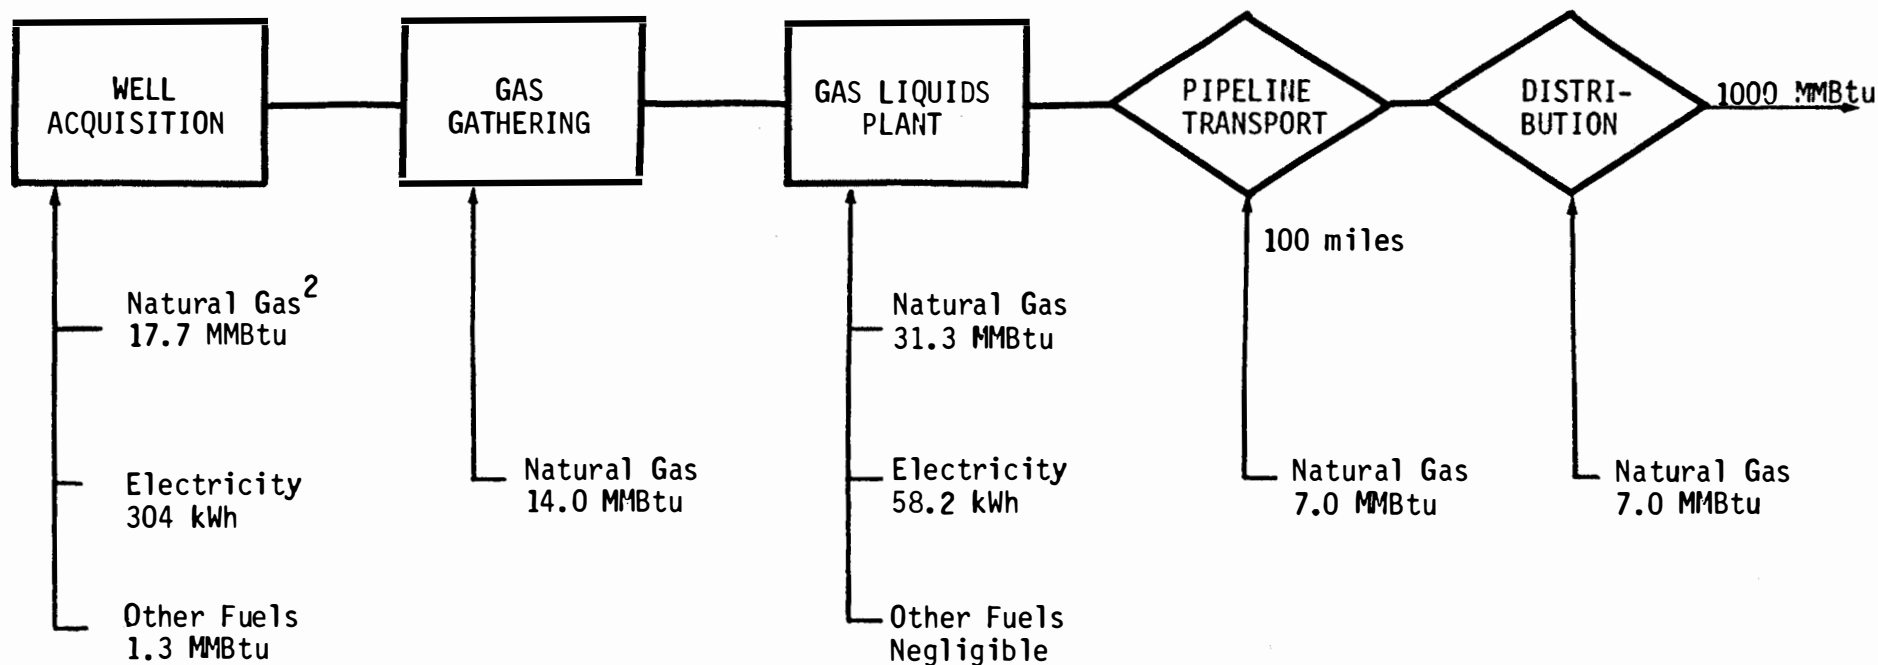 WELL
ACQUISITION
GAS
GATHERING
GAS LIQUIDS
PLANT
PIPELINE
TRANSPORT
DISTRI-
BUTION
1000 MMBtu
100 miles
Natural Gas²
17.7 MMBtu
Electricity
304 kWh
Other Fuels
1.3 MMBtu
Natural Gas
14.0 MMBtu
Natural Gas
31.3 MMBtu
Electricity
58.2 kWh
Other Fuels
Negligible
Natural Gas
7.0 MMBtu
Natural Gas
7.0 MMBtu